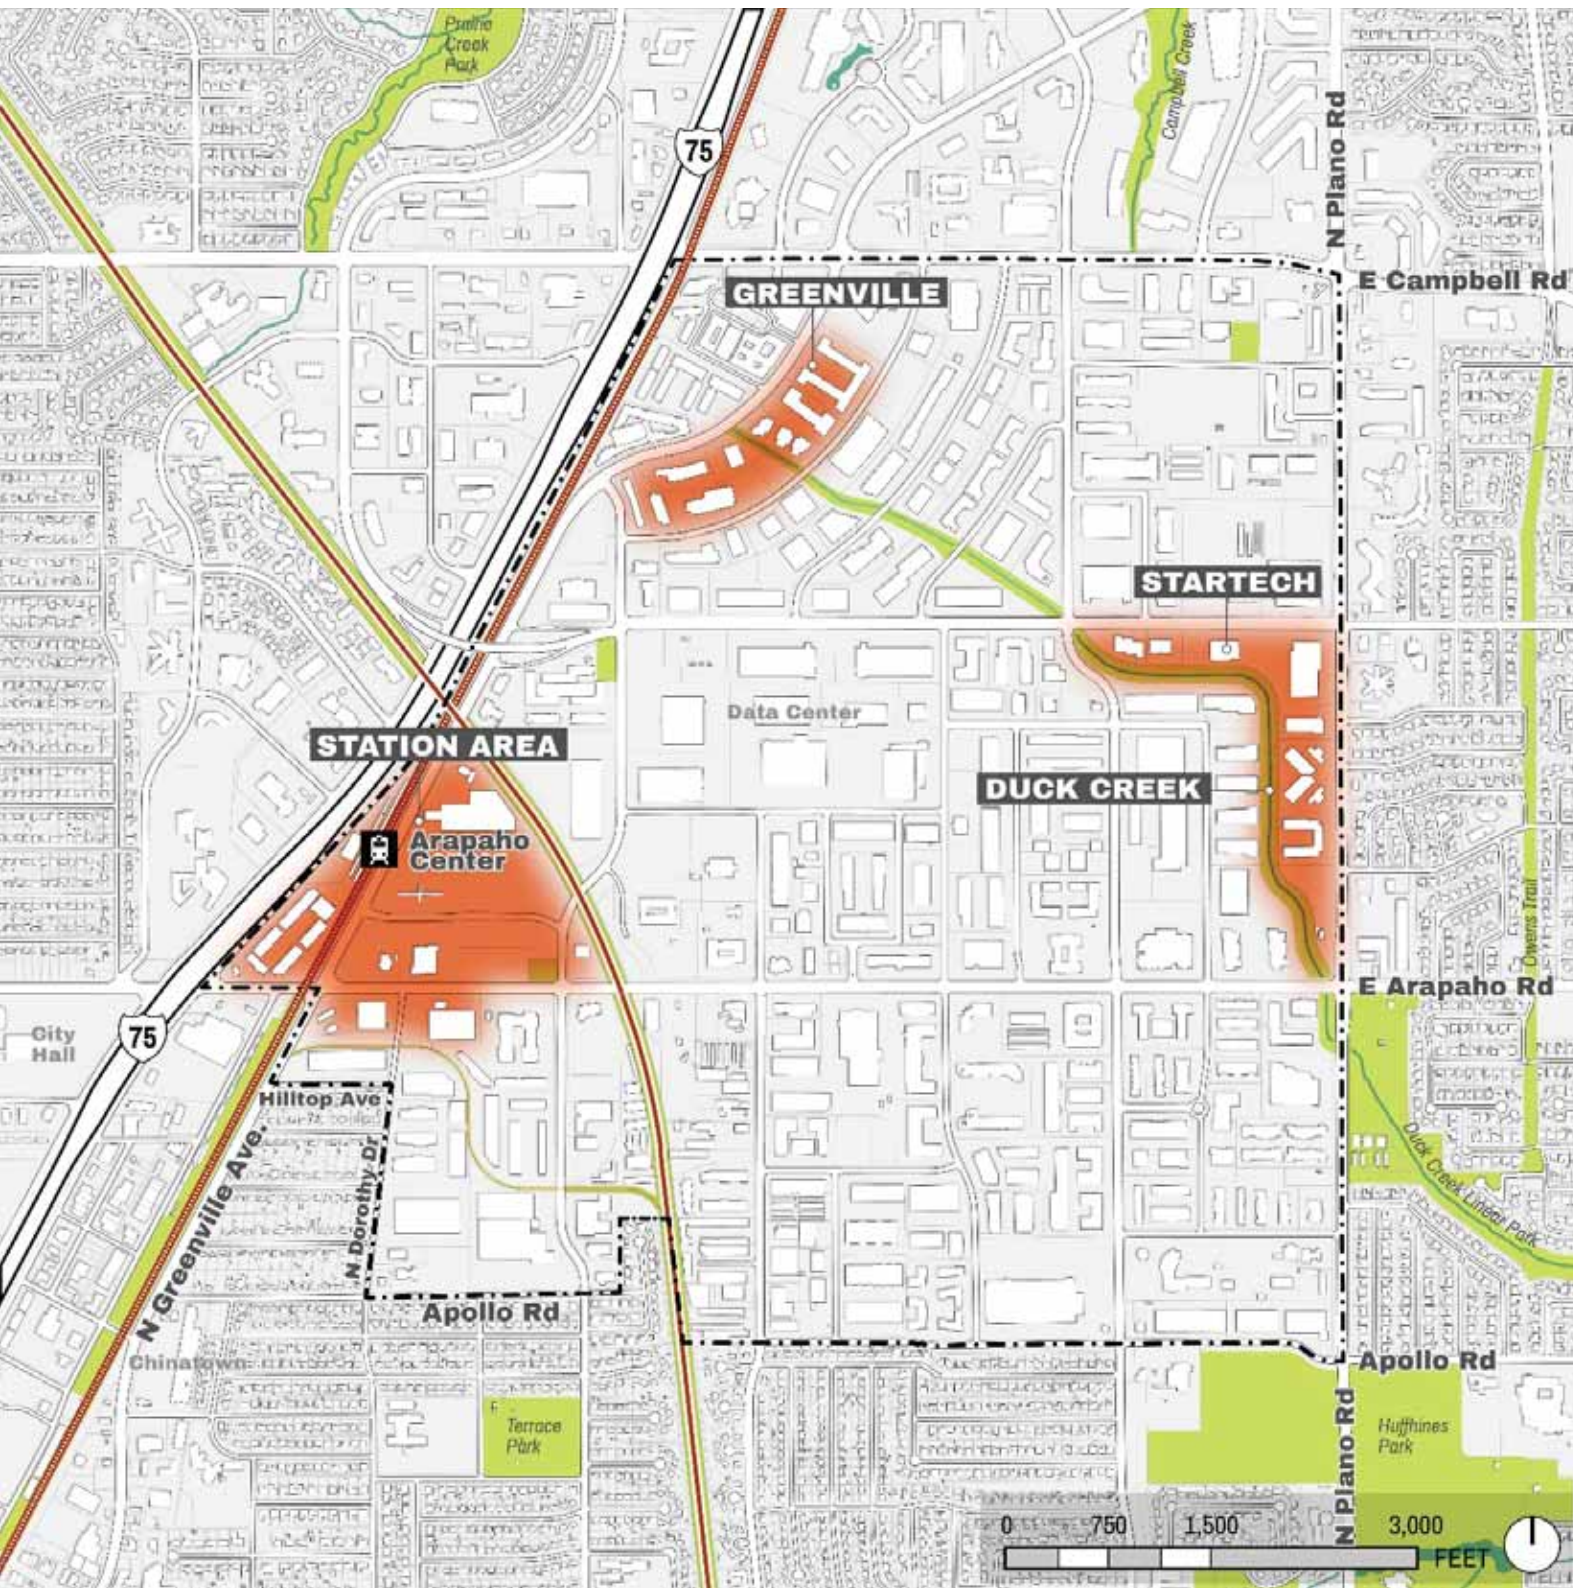 Prairie
Creek
Park
Campbell Creek
75
N Plano Rd
E Campbell Rd
GREENVILLE
STARTECH
Data Center
STATION AREA
DUCK CREEK
Arapaho
Center
Owens Trail
E Arapaho Rd
City
Hall
75
Hilltop Ave
N Greenville Ave.
N Dorothy Dr
Duck Creek Linear Park
Apollo Rd
Chinatown
Apollo Rd
Terrace
Park
Huffhines
Park
N Plano Rd
0 750 1,500 3,000
FEET